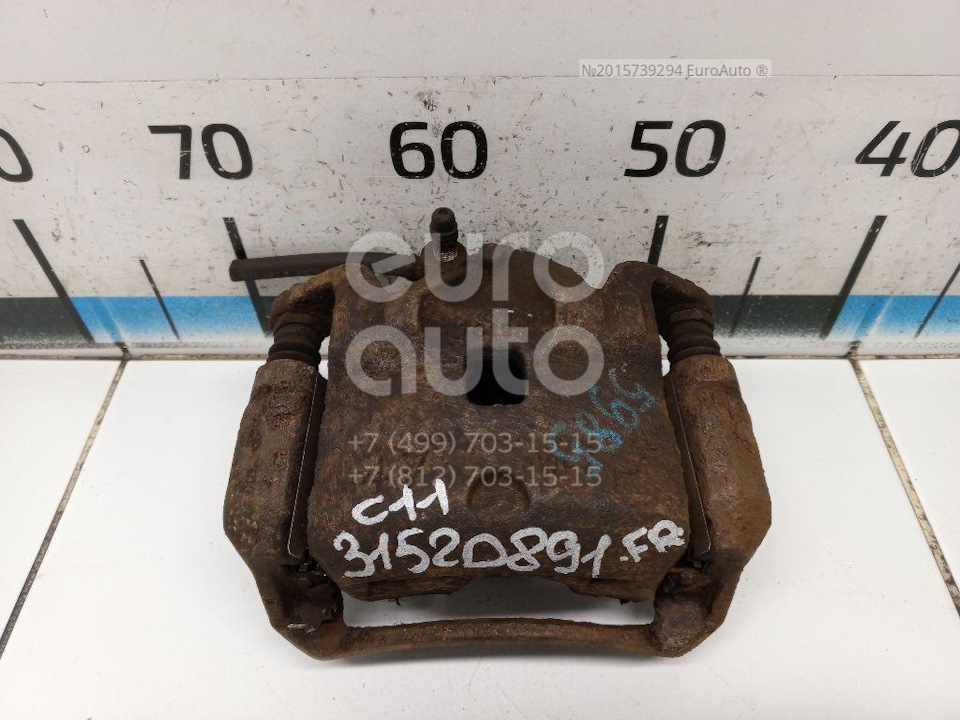 №2015739294 EuroAuto ®
70 60 50 40
euro
auto
+7 (499) 703-15-15
+7 (812) 703-15-15
C11
31520891.FR